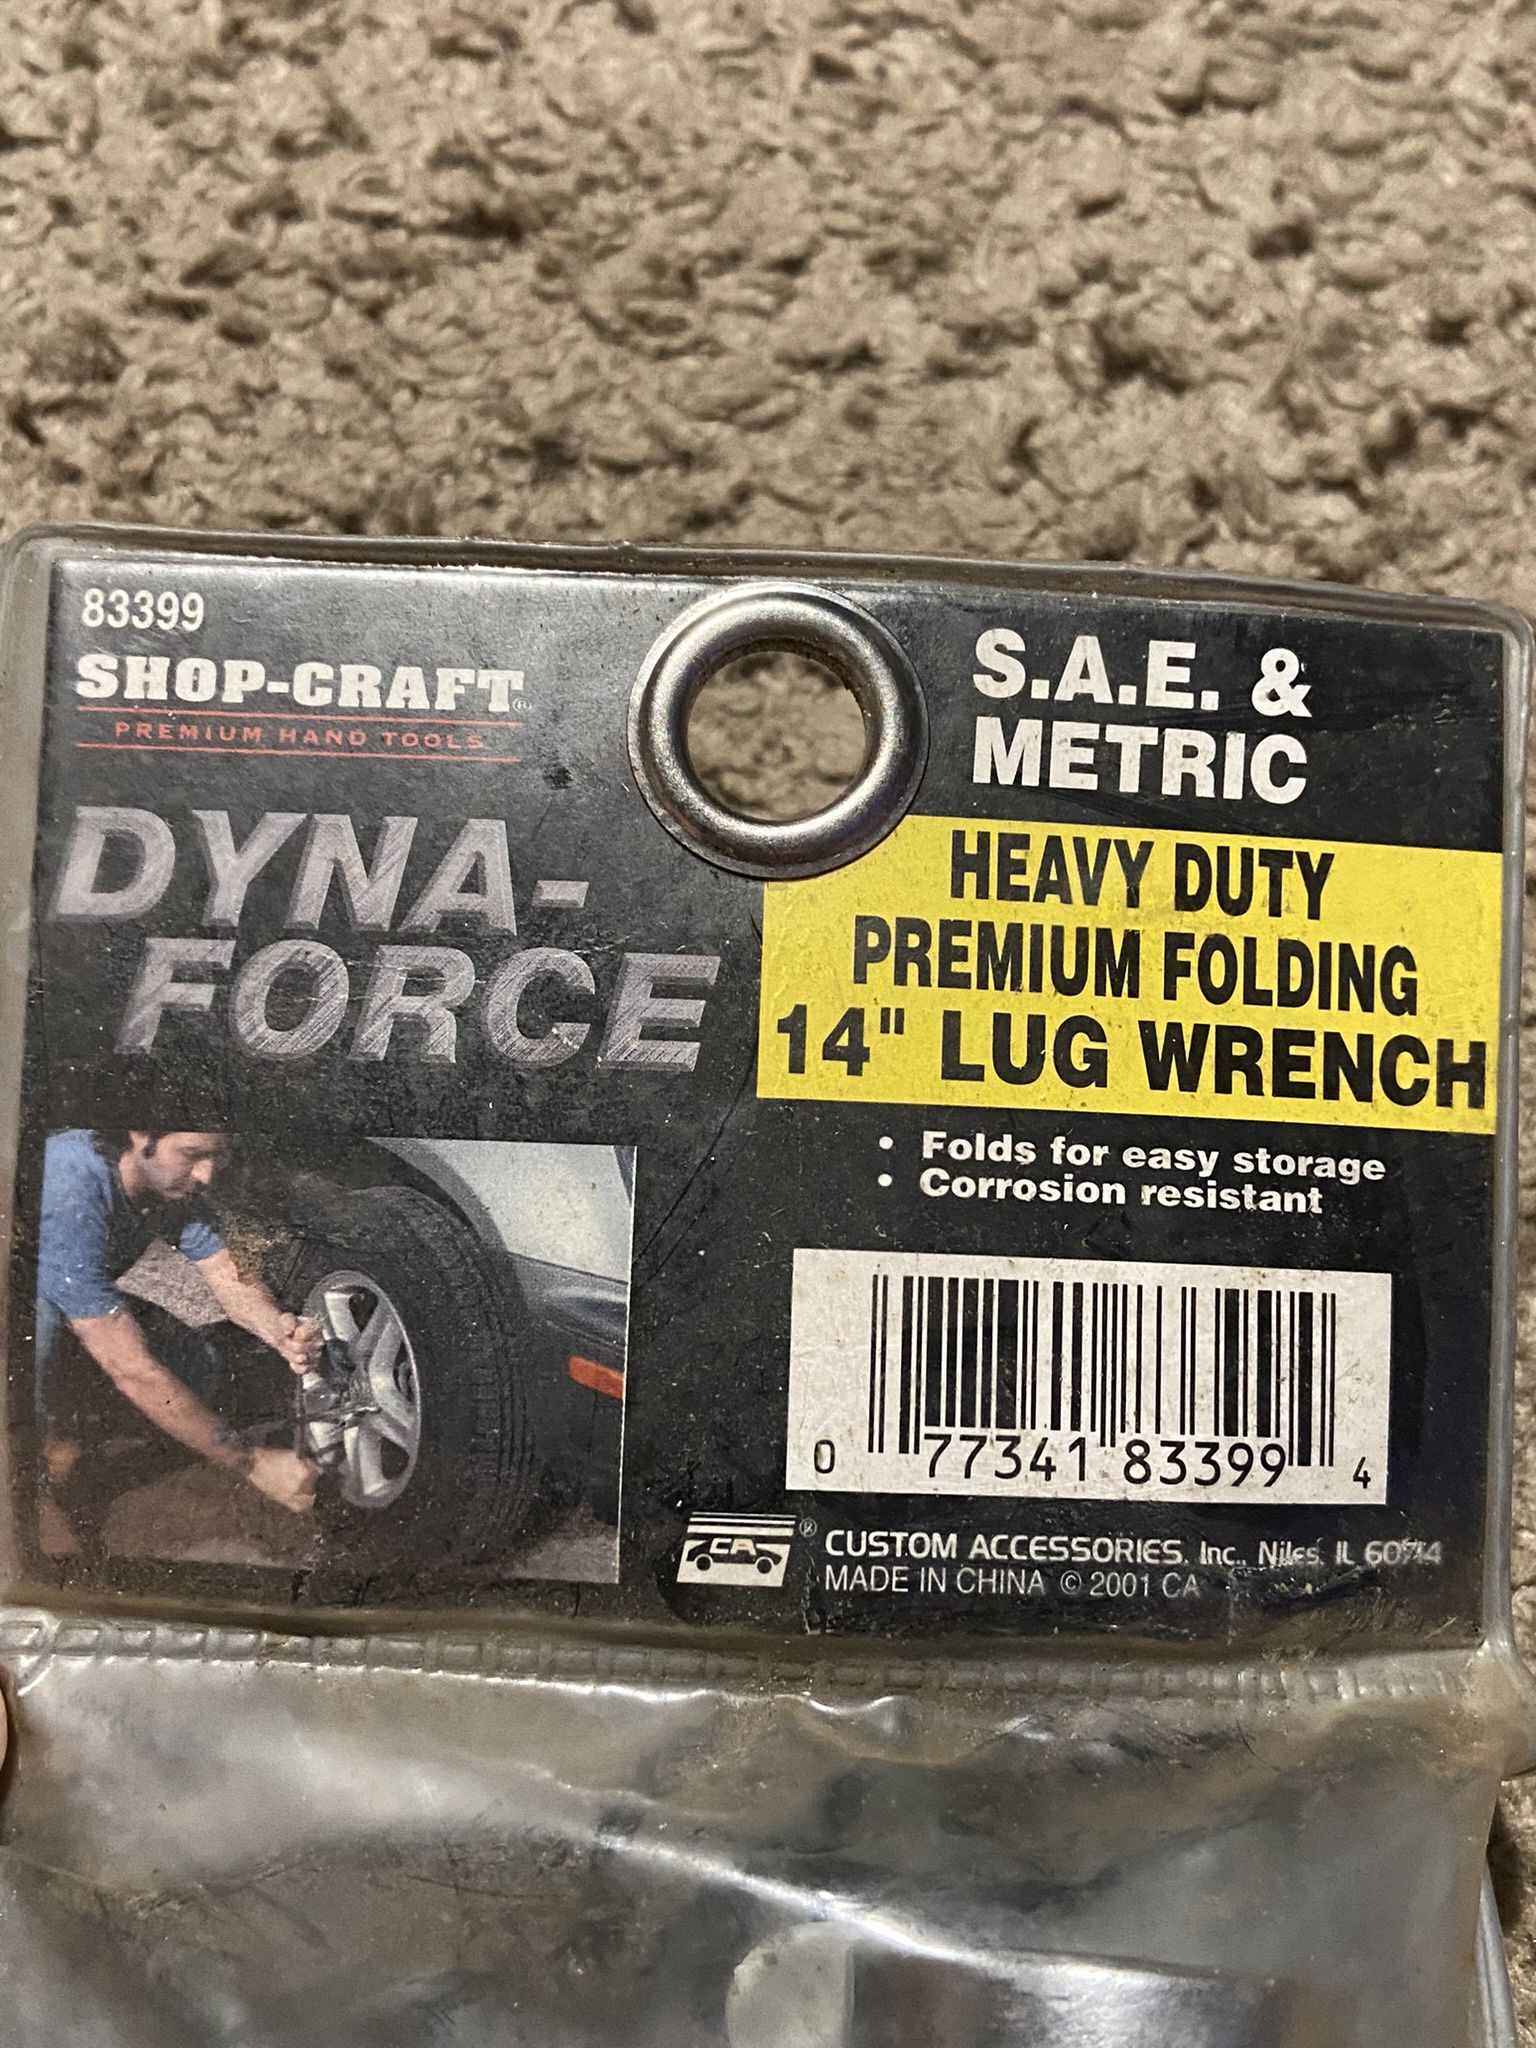 83399
SHOP-CRAFT®
PREMIUM HAND TOOLS
DYNA-
FORCE
S.A.E. &
METRIC
HEAVY DUTY
PREMIUM FOLDING
14" LUG WRENCH
• Folds for easy storage
• Corrosion resistant
0 77341 83399 4
CA®
CUSTOM ACCESSORIES, Inc., Niles, IL 60714
MADE IN CHINA © 2001 CA